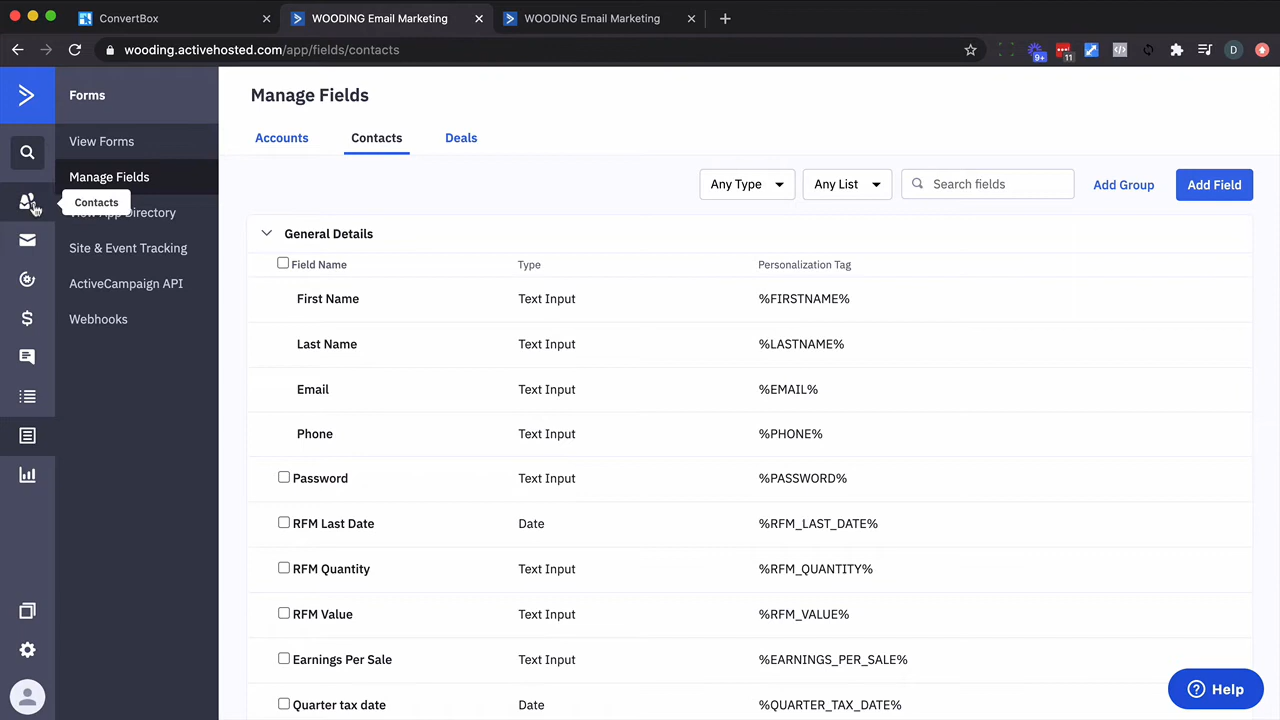 ConvertBox
WOODING Email Marketing
WOODING Email Marketing
wooding.activehosted.com/app/fields/contacts
9+
11
D
Forms
View Forms
Manage Fields
Contacts
Directory
Site & Event Tracking
ActiveCampaign API
Webhooks
Manage Fields
Accounts Contacts Deals
Any Type Any List Search fields Add Group Add Field
General Details
Field Name Type Personalization Tag
First Name Text Input %FIRSTNAME%
Last Name Text Input %LASTNAME%
Email Text Input %EMAIL%
Phone Text Input %PHONE%
Password Text Input %PASSWORD%
RFM Last Date Date %RFM_LAST_DATE%
RFM Quantity Text Input %RFM_QUANTITY%
RFM Value Text Input %RFM_VALUE%
Earnings Per Sale Text Input %EARNINGS_PER_SALE%
Quarter tax date Date %QUARTER_TAX_DATE%
Help